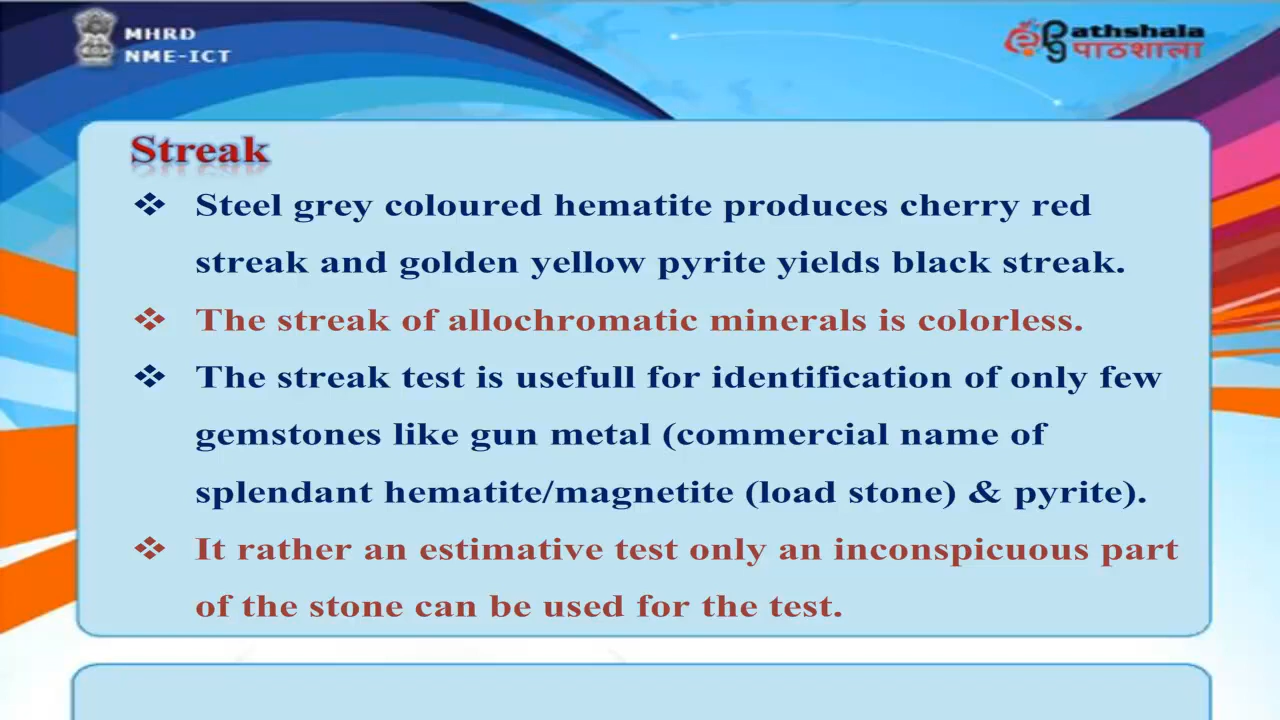 MHRD
NME-ICT
ePG athshala
पाठशाला
Streak
❖ Steel grey coloured hematite produces cherry red
streak and golden yellow pyrite yields black streak.
❖ The streak of allochromatic minerals is colorless.
❖ The streak test is usefull for identification of only few
gemstones like gun metal (commercial name of
splendant hematite/magnetite (load stone) & pyrite).
❖ It rather an estimative test only an inconspicuous part
of the stone can be used for the test.